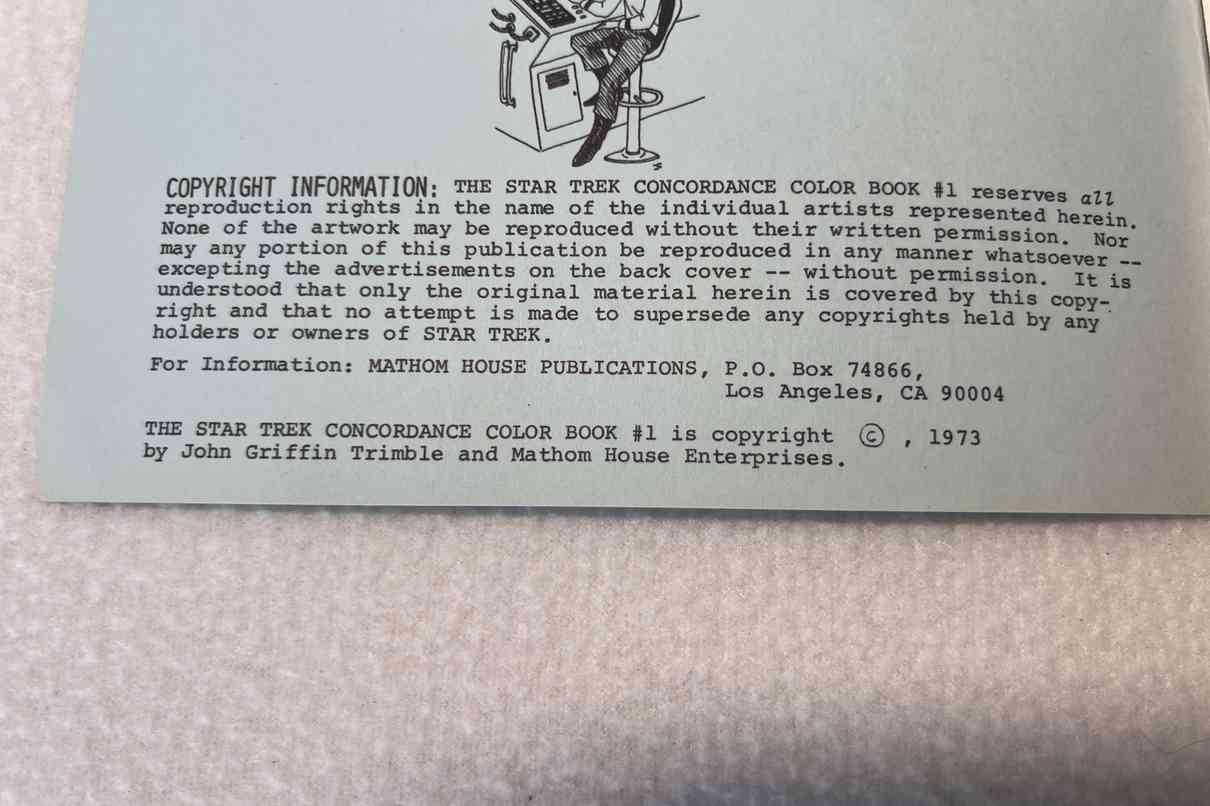 COPYRIGHT INFORMATION: THE STAR TREK CONCORDANCE COLOR BOOK #1 reserves all
reproduction rights in the name of the individual artists represented herein.
None of the artwork may be reproduced without their written permission. Nor
may any portion of this publication be reproduced in any manner whatsoever --
excepting the advertisements on the back cover -- without permission. It is
understood that only the original material herein is covered by this copy-
right and that no attempt is made to supersede any copyrights held by any
holders or owners of STAR TREK.
For Information: MATHOM HOUSE PUBLICATIONS, P.O. Box 74866,
Los Angeles, CA 90004
THE STAR TREK CONCORDANCE COLOR BOOK #1 is copyright © , 1973
by John Griffin Trimble and Mathom House Enterprises.